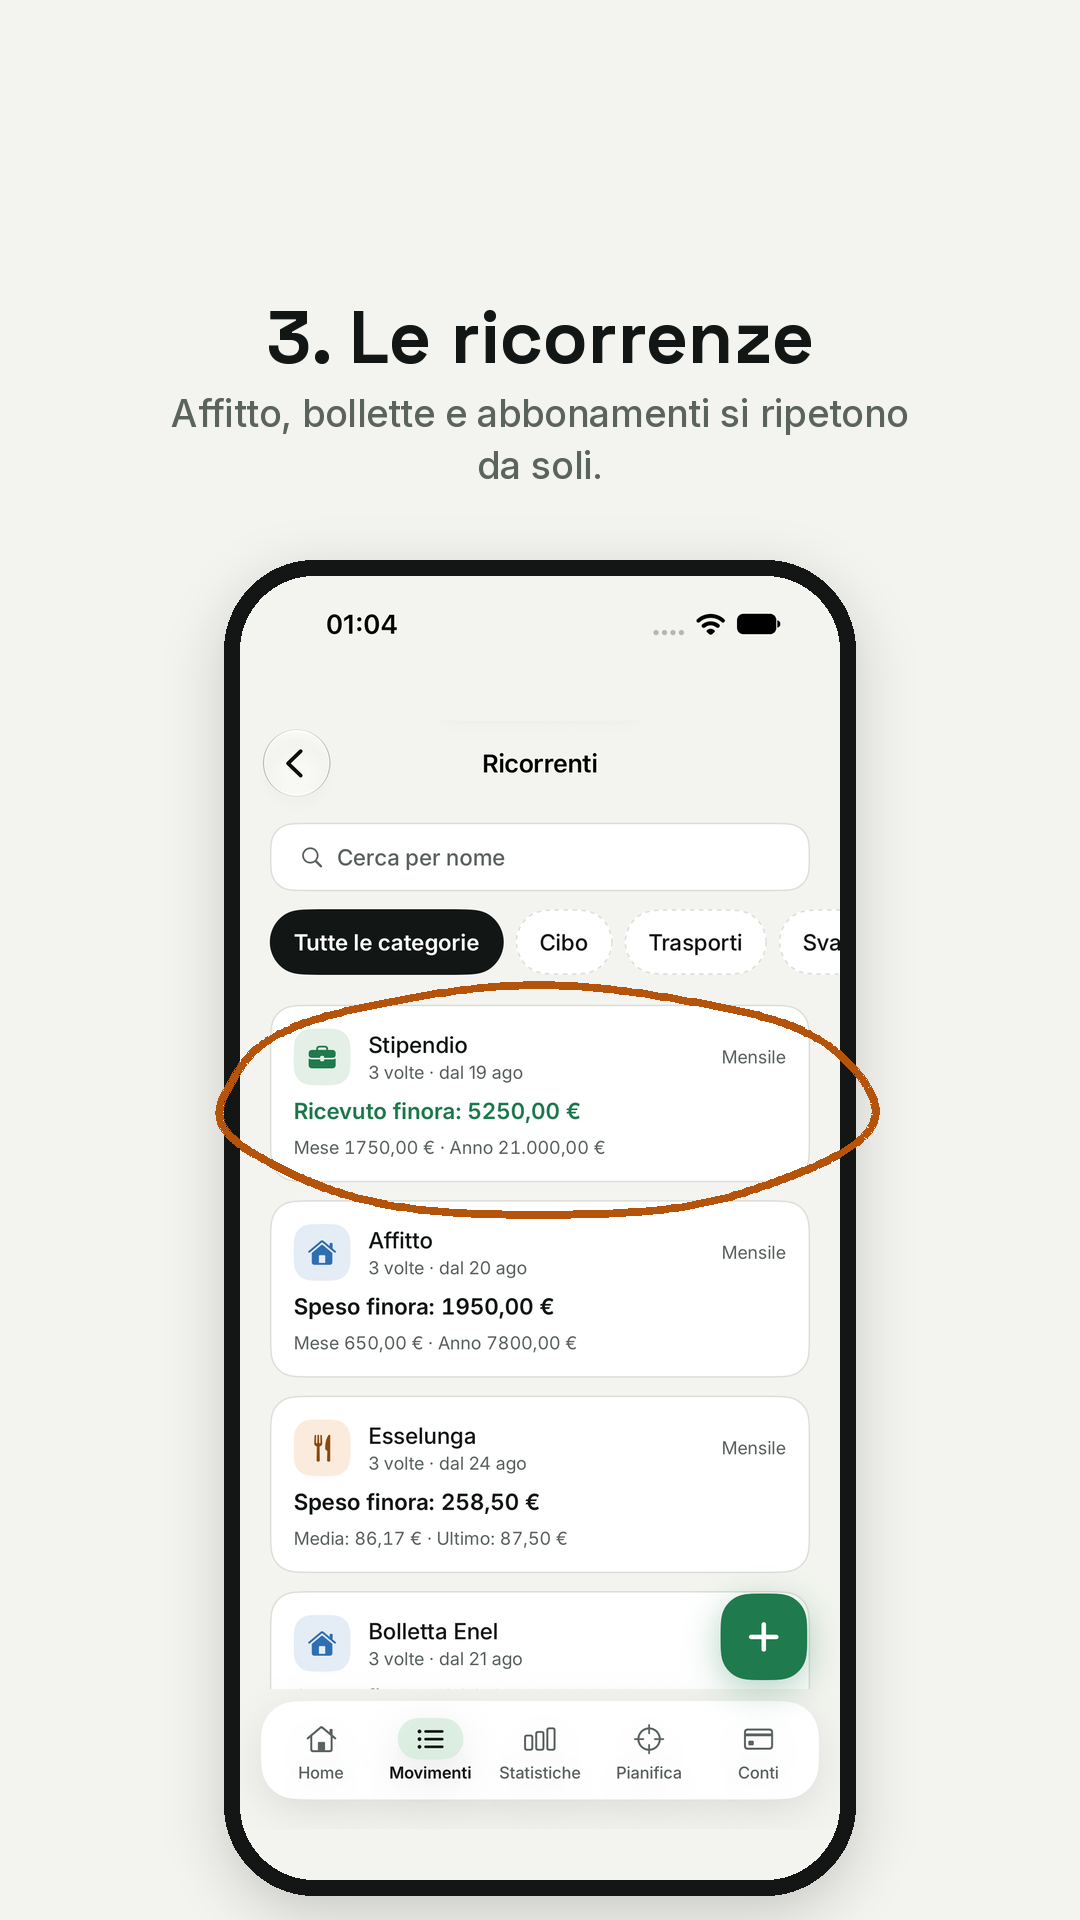 3. Le ricorrenze
Affitto, bollette e abbonamenti si ripetono
da soli.
01:04
Ricorrenti
Cerca per nome
Tutte le categorie
Cibo
Trasporti
Sva
Stipendio
Mensile
3 volte · dal 19 ago
Ricevuto finora: 5250,00 €
Mese 1750,00 € · Anno 21.000,00 €
Affitto
Mensile
3 volte · dal 20 ago
Speso finora: 1950,00 €
Mese 650,00 € · Anno 7800,00 €
Esselunga
Mensile
3 volte · dal 24 ago
Speso finora: 258,50 €
Media: 86,17 € · Ultimo: 87,50 €
Bolletta Enel
3 volte · dal 21 ago
Home
Movimenti
Statistiche
Pianifica
Conti